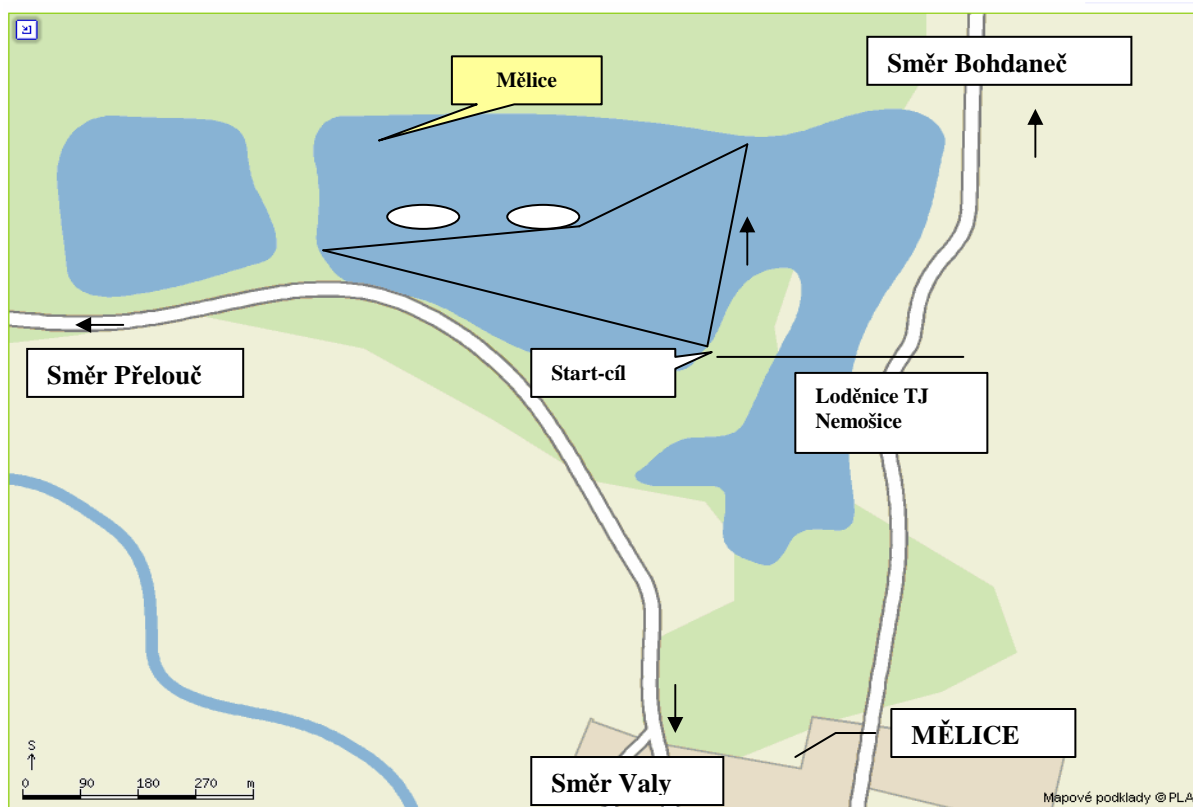 Směr Bohdaneč
Mělice
Směr Přelouč
Start-cíl
Loděnice TJ
Nemošice
MĚLICE
Směr Valy
S
0 90 180 270 m
Mapové podklady © PLA